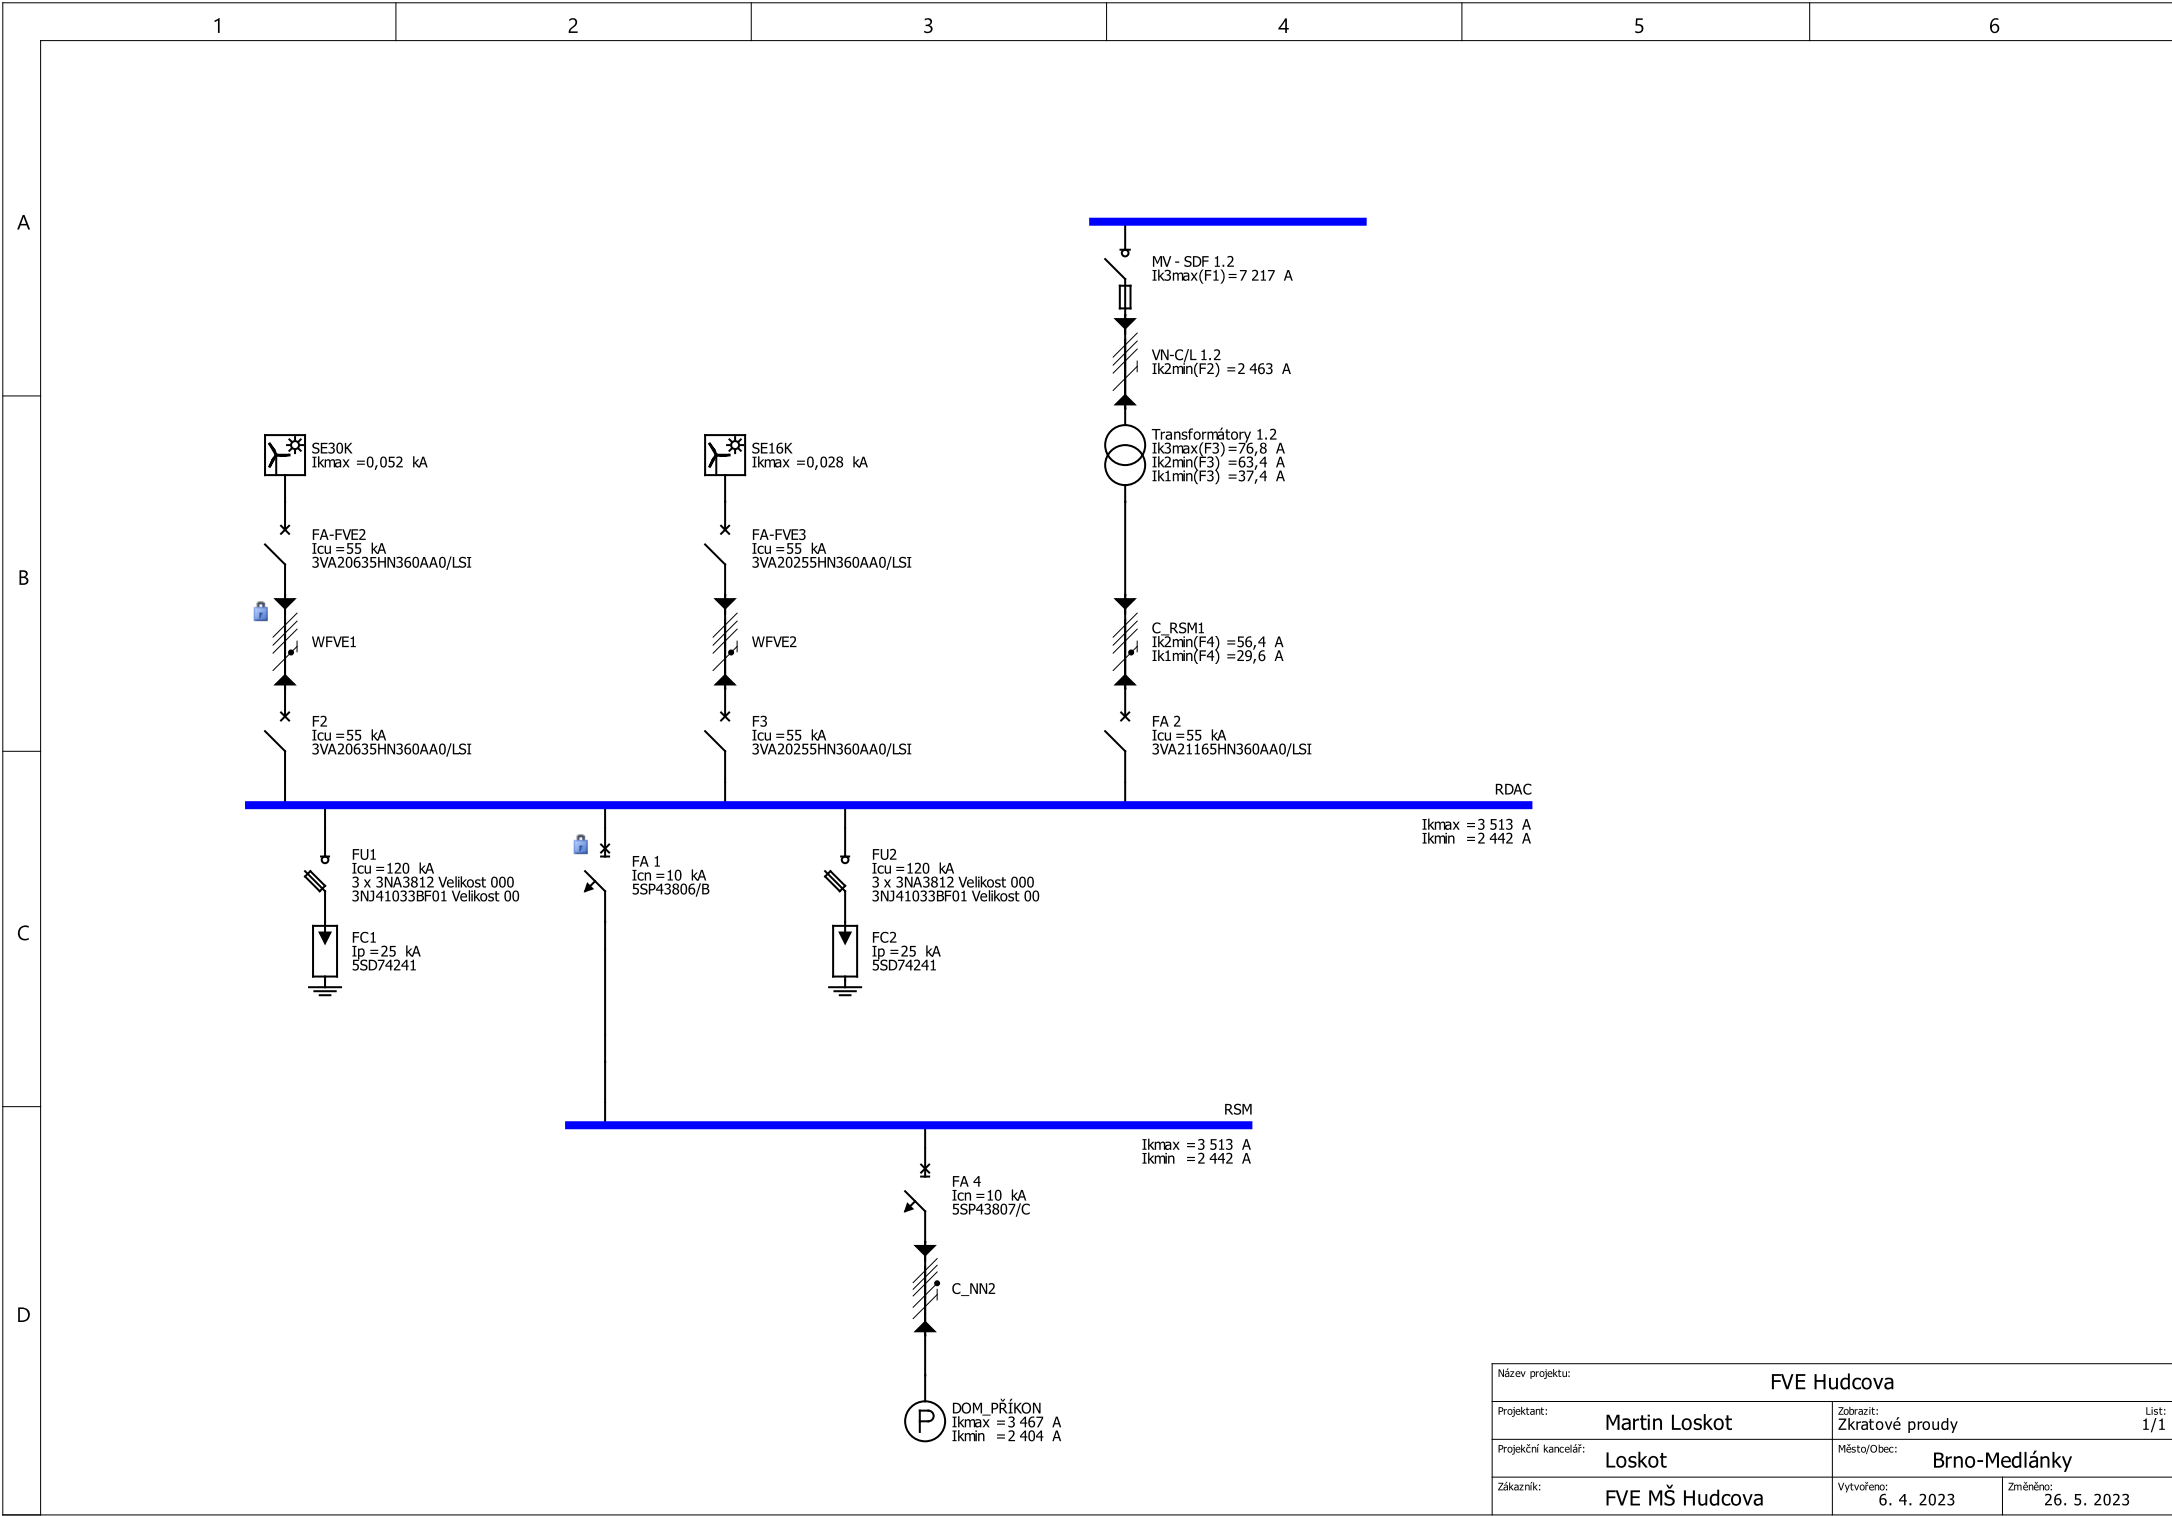 1
2
3
4
5
6
A
B
C
D
MV - SDF 1.2
Ik3max(F1) =7 217 A
VN-C/L 1.2
Ik2min(F2) =2 463 A
SE30K
Ikmax =0,052 kA
SE16K
Ikmax =0,028 kA
Transformátory 1.2
Ik3max(F3) =76,8 A
Ik2min(F3) =63,4 A
Ik1min(F3) =37,4 A
FA-FVE2
Icu =55 kA
3VA20635HN360AA0/LSI
FA-FVE3
Icu =55 kA
3VA20255HN360AA0/LSI
WFVE1
WFVE2
C_RSM1
Ik2min(F4) =56,4 A
Ik1min(F4) =29,6 A
F2
Icu =55 kA
3VA20635HN360AA0/LSI
F3
Icu =55 kA
3VA20255HN360AA0/LSI
FA 2
Icu =55 kA
3VA21165HN360AA0/LSI
RDAC
Ikmax =3 513 A
Ikmin =2 442 A
FU1
Icu =120 kA
3 x 3NA3812 Velikost 000
3NJ41033BF01 Velikost 00
FA 1
Icn =10 kA
5SP43806/B
FU2
Icu =120 kA
3 x 3NA3812 Velikost 000
3NJ41033BF01 Velikost 00
FC1
Ip =25 kA
5SD74241
FC2
Ip =25 kA
5SD74241
RSM
Ikmax =3 513 A
Ikmin =2 442 A
FA 4
Icn =10 kA
5SP43807/C
C_NN2
P
DOM_PŘÍKON
Ikmax =3 467 A
Ikmin =2 404 A
Název projektu:
FVE Hudcova
Projektant:
Martin Loskot
Zobrazit:
Zkratové proudy
List:
1/1
Projekční kancelář:
Loskot
Město/Obec:
Brno-Medlánky
Zákazník:
FVE MŠ Hudcova
Vytvořeno:
6. 4. 2023
Změněno:
26. 5. 2023